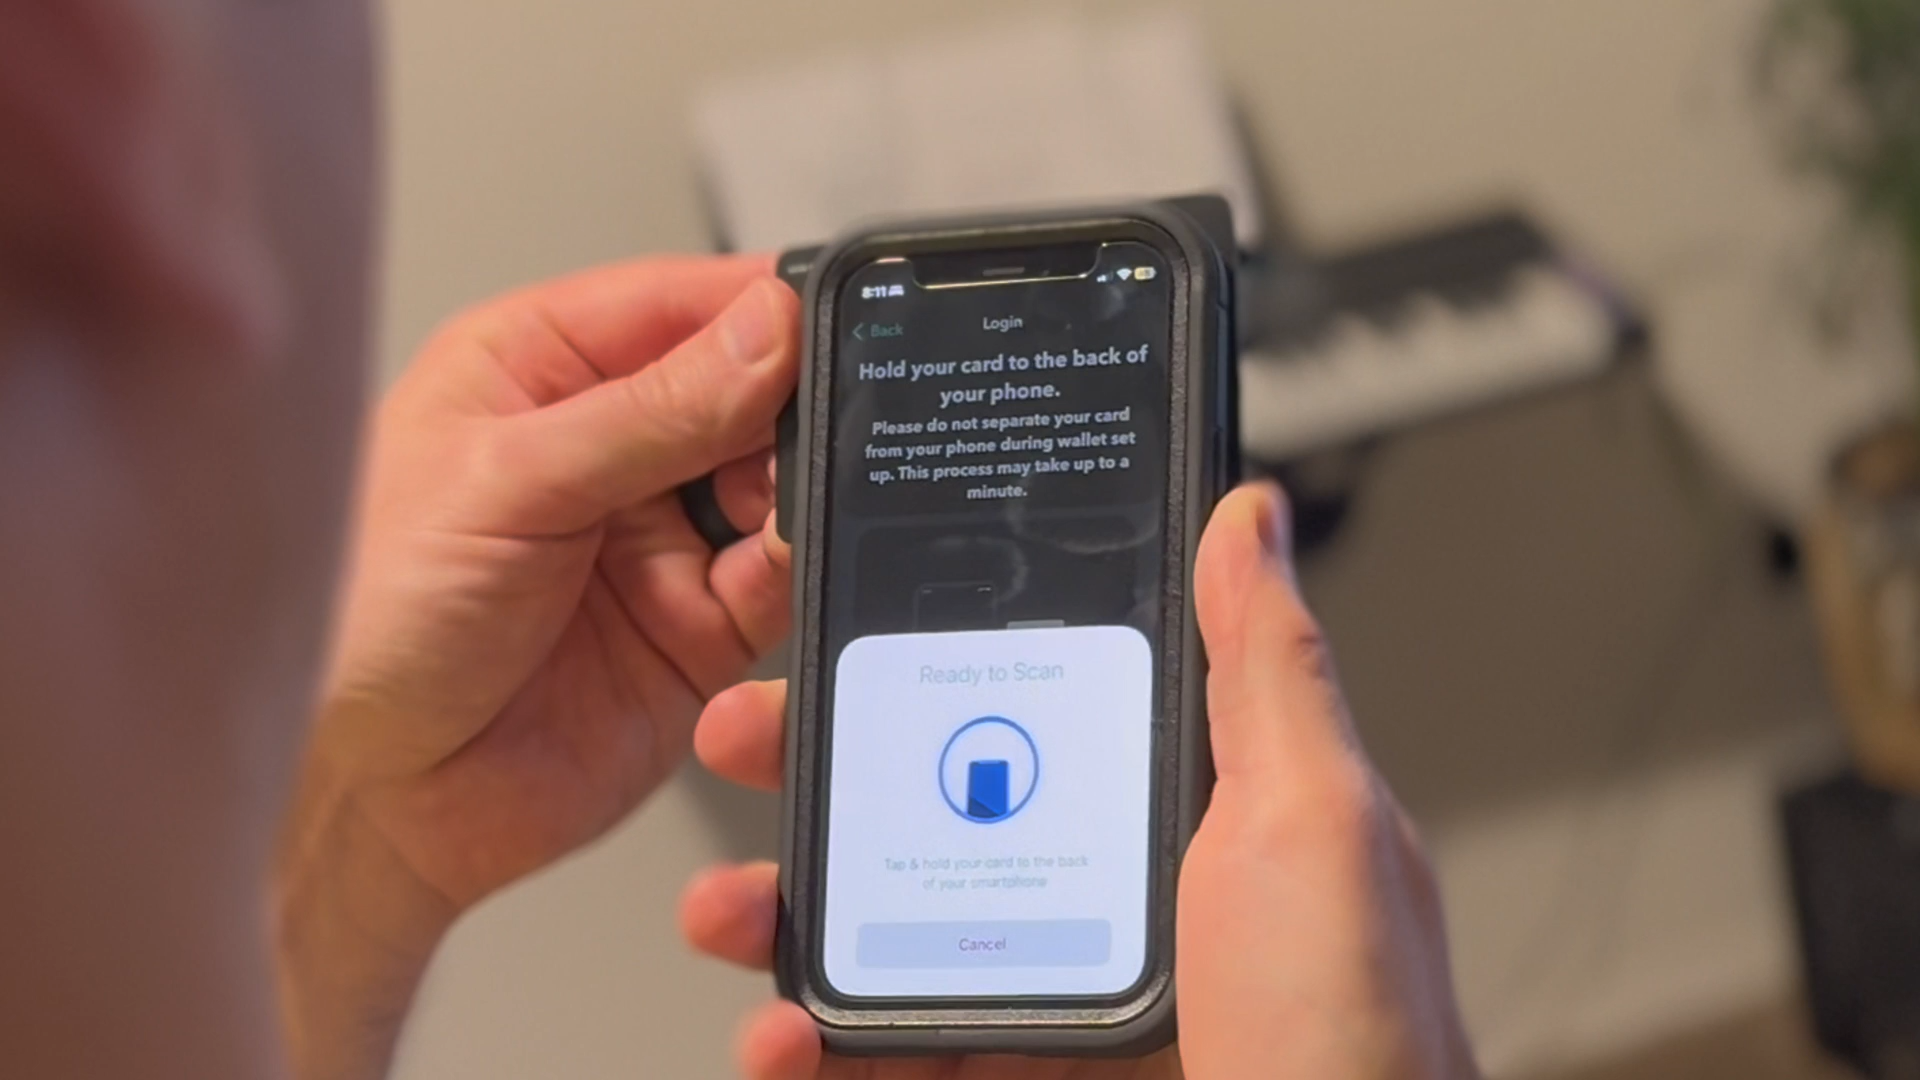 8:11
Back
Login
Hold your card to the back of
your phone.
Please do not separate your card
from your phone during wallet set
up. This process may take up to a
minute.
Ready to Scan
Tap & hold your card to the back
of your smartphone
Cancel